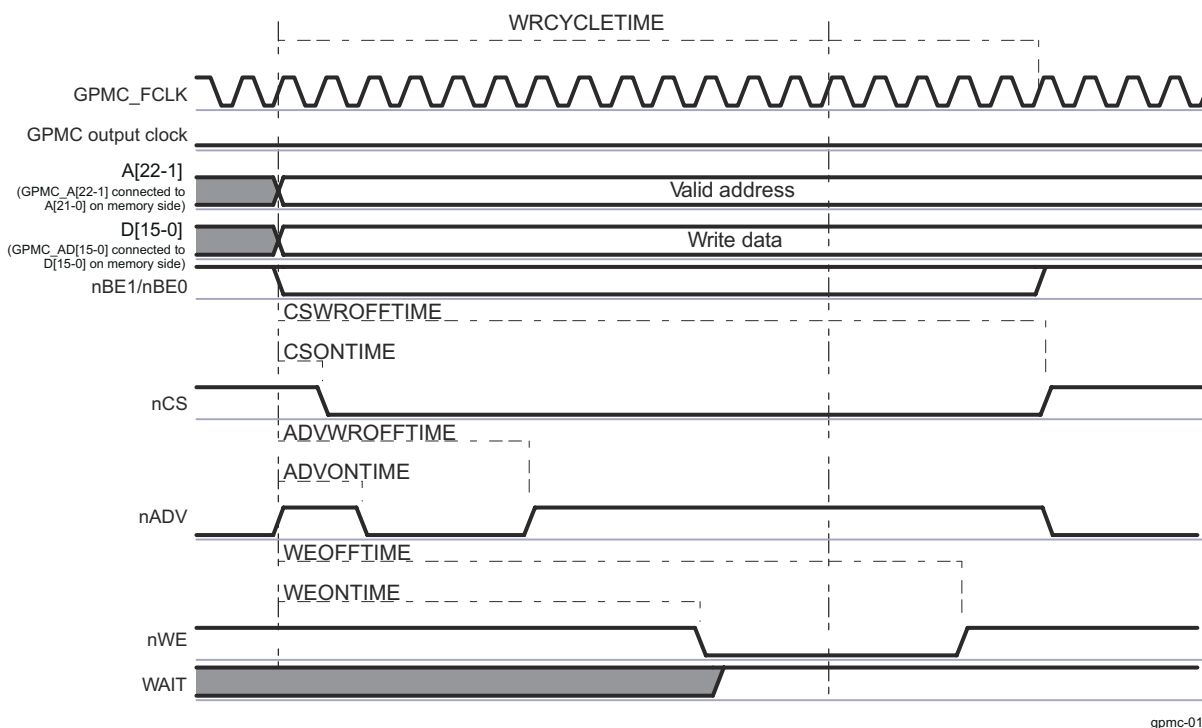 WRCYCLETIME
GPMC_FCLK
GPMC output clock
A[22-1]
(GPMC_A[22-1] connected to
A[21-0] on memory side)
Valid address
D[15-0]
(GPMC_AD[15-0] connected to
D[15-0] on memory side)
Write data
nBE1/nBE0
CSWROFFTIME
CSONTIME
nCS
ADVWROFFTIME
ADVONTIME
nADV
WEOFFTIME
WEONTIME
nWE
WAIT
gpmc-01